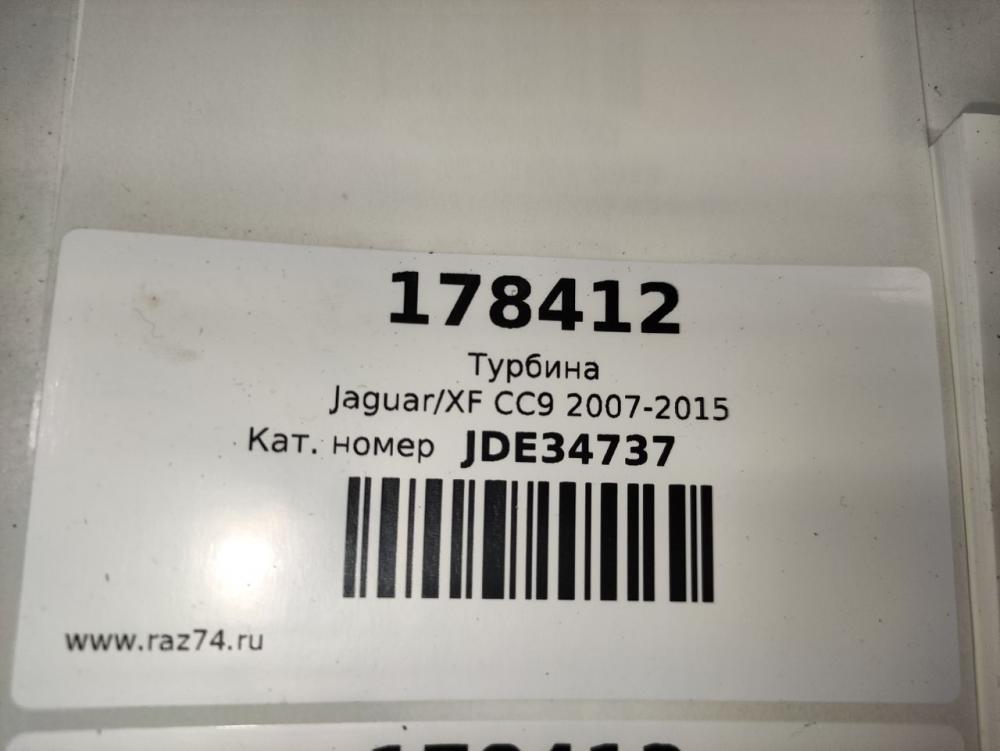 178412
Турбина
Jaguar/XF CC9 2007-2015
Кат. номер JDE34737
www.raz74.ru